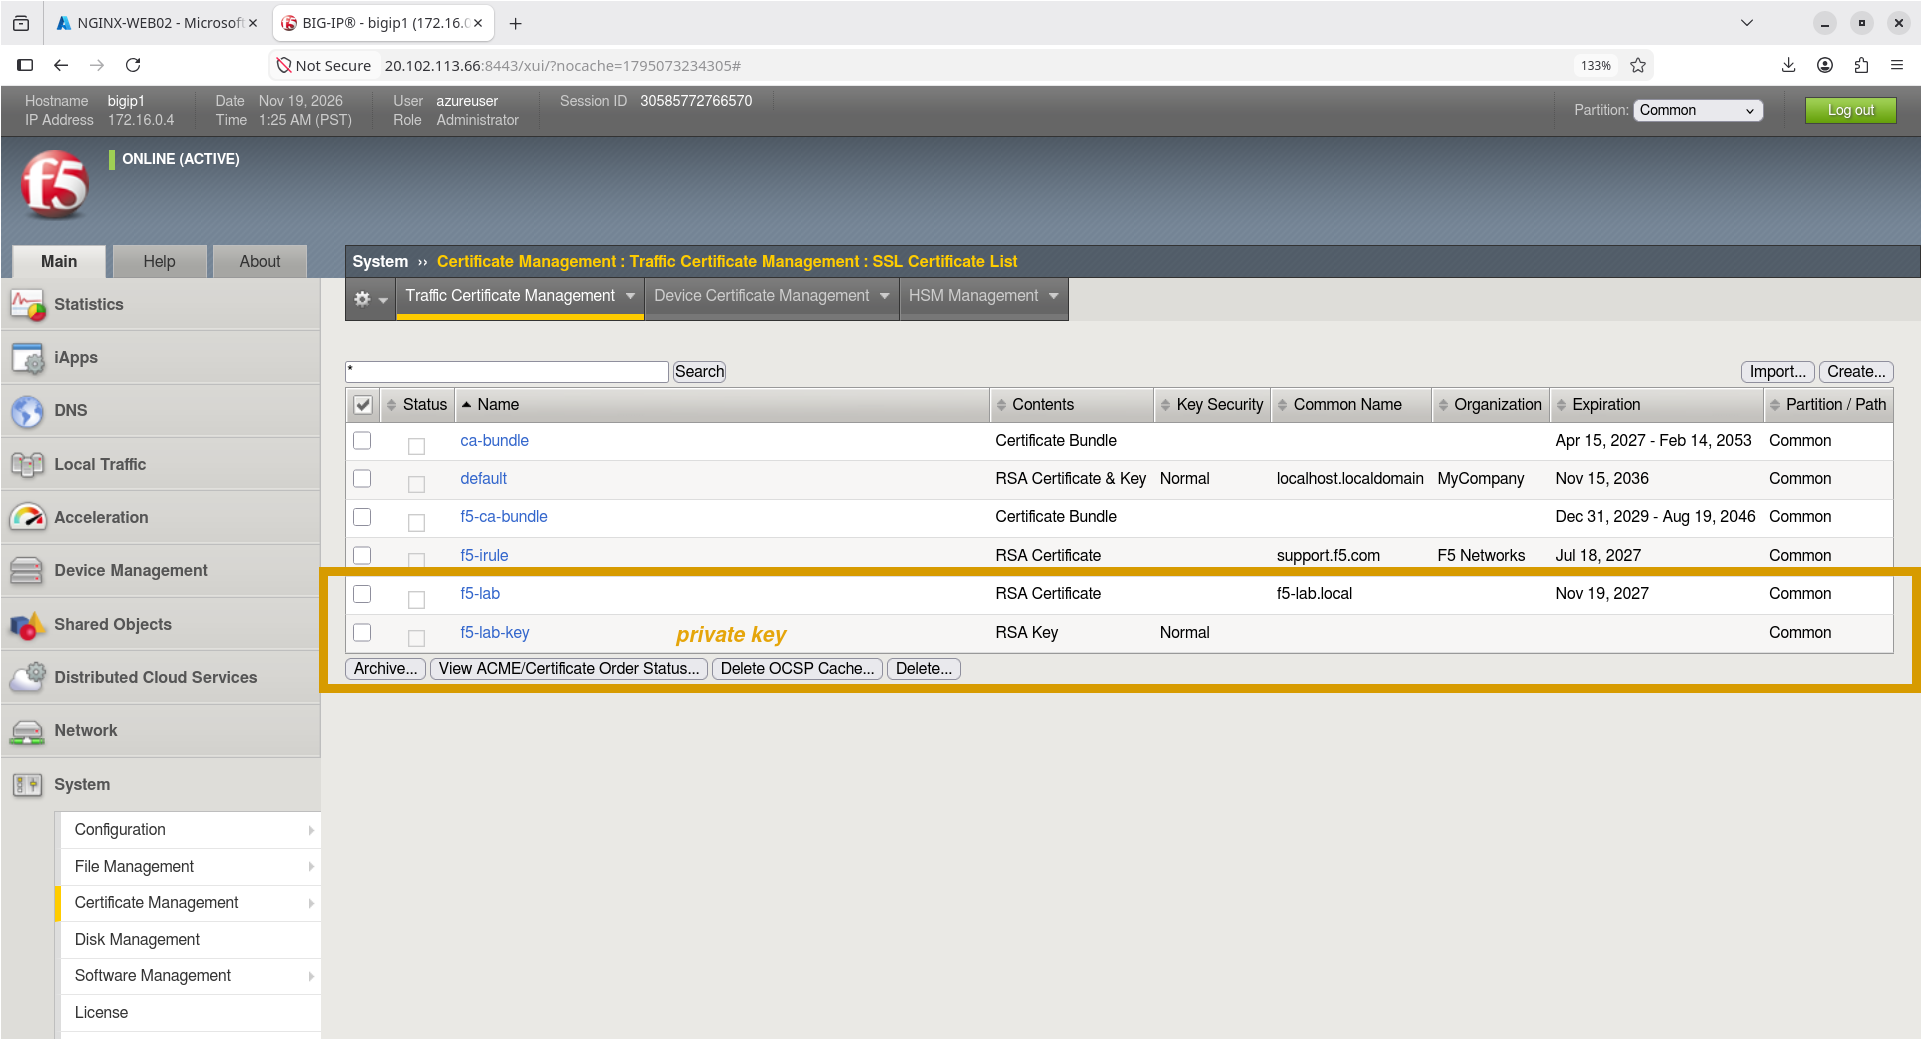 NGINX-WEB02 - Microsoft
BIG-IP® - bigip1 (172.16.0.
Not Secure 20.102.113.66:8443/xui/?nocache=1795073234305#
133%
Hostname bigip1
IP Address 172.16.0.4
Date Nov 19, 2026
Time 1:25 AM (PST)
User azureuser
Role Administrator
Session ID 30585772766570
Partition: Common
Log out
f5
ONLINE (ACTIVE)
Main Help About
System ›› Certificate Management : Traffic Certificate Management : SSL Certificate List
Traffic Certificate Management Device Certificate Management HSM Management
Statistics
iApps
DNS
Local Traffic
Acceleration
Device Management
Shared Objects
Distributed Cloud Services
Network
System
Configuration
File Management
Certificate Management
Disk Management
Software Management
License
* Search Import... Create...
Status Name Contents Key Security Common Name Organization Expiration Partition / Path
ca-bundle Certificate Bundle Apr 15, 2027 - Feb 14, 2053 Common
default RSA Certificate & Key Normal localhost.localdomain MyCompany Nov 15, 2036 Common
f5-ca-bundle Certificate Bundle Dec 31, 2029 - Aug 19, 2046 Common
f5-irule RSA Certificate support.f5.com F5 Networks Jul 18, 2027 Common
f5-lab RSA Certificate f5-lab.local Nov 19, 2027 Common
f5-lab-key private key RSA Key Normal Common
Archive... View ACME/Certificate Order Status... Delete OCSP Cache... Delete...